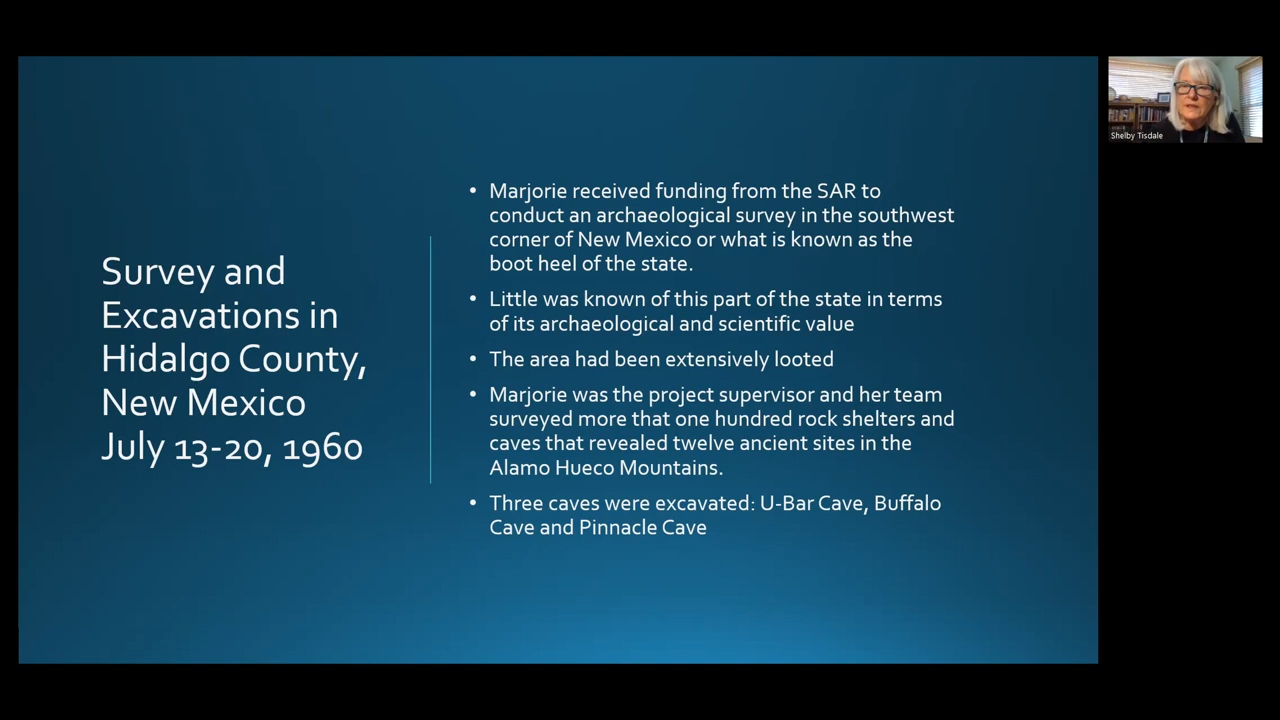 Survey and
Excavations in
Hidalgo County,
New Mexico
July 13-20, 1960
• Marjorie received funding from the SAR to
conduct an archaeological survey in the southwest
corner of New Mexico or what is known as the
boot heel of the state.
• Little was known of this part of the state in terms
of its archaeological and scientific value
• The area had been extensively looted
• Marjorie was the project supervisor and her team
surveyed more that one hundred rock shelters and
caves that revealed twelve ancient sites in the
Alamo Hueco Mountains.
• Three caves were excavated: U-Bar Cave, Buffalo
Cave and Pinnacle Cave
Shelby Tisdale